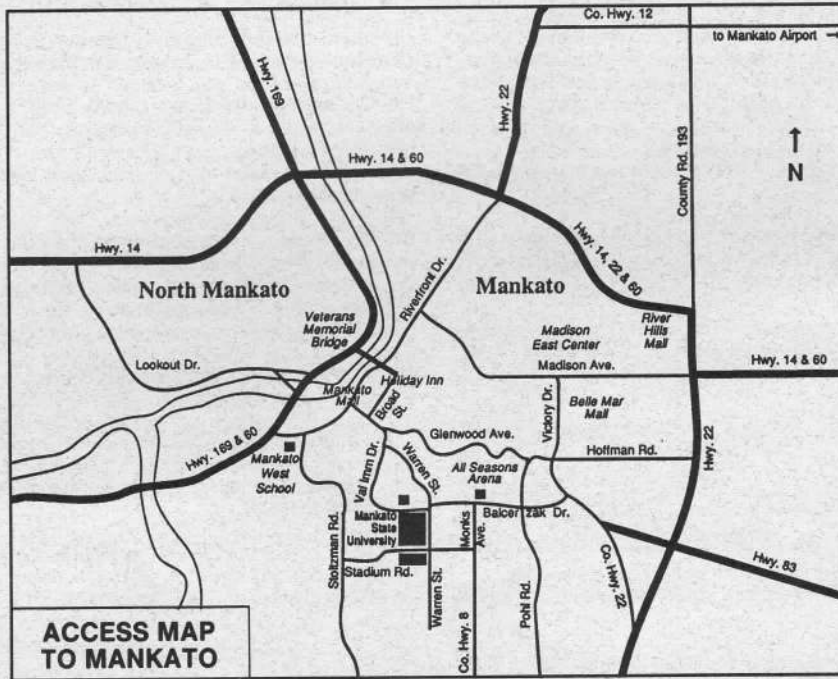 Co. Hwy. 12
to Mankato Airport →
Hwy. 169
Hwy. 22
County Rd. 193
↑
N
Hwy. 14 & 60
Hwy. 14
Hwy. 14, 22 & 60
North Mankato
Mankato
Riverfront Dr.
Veterans
Memorial
Bridge
Madison
East Center
River
Hills
Mall
Lookout Dr.
Madison Ave.
Hwy. 14 & 60
Holiday Inn
Mankato
Mall
Broad
St.
Victory Dr.
Belle Mar
Mall
Hwy. 169 & 60
Glenwood Ave.
Hoffman Rd.
Hwy. 22
Mankato
West
School
Val Imm Dr.
Warren St.
All Seasons
Arena
Balcerzak Dr.
Mankato
State
University
Monks
Ave.
Stoltzman Rd.
Stadium Rd.
Warren St.
Co. Hwy. 8
Pohl Rd.
Co. Hwy. 22
Hwy. 83
ACCESS MAP
TO MANKATO